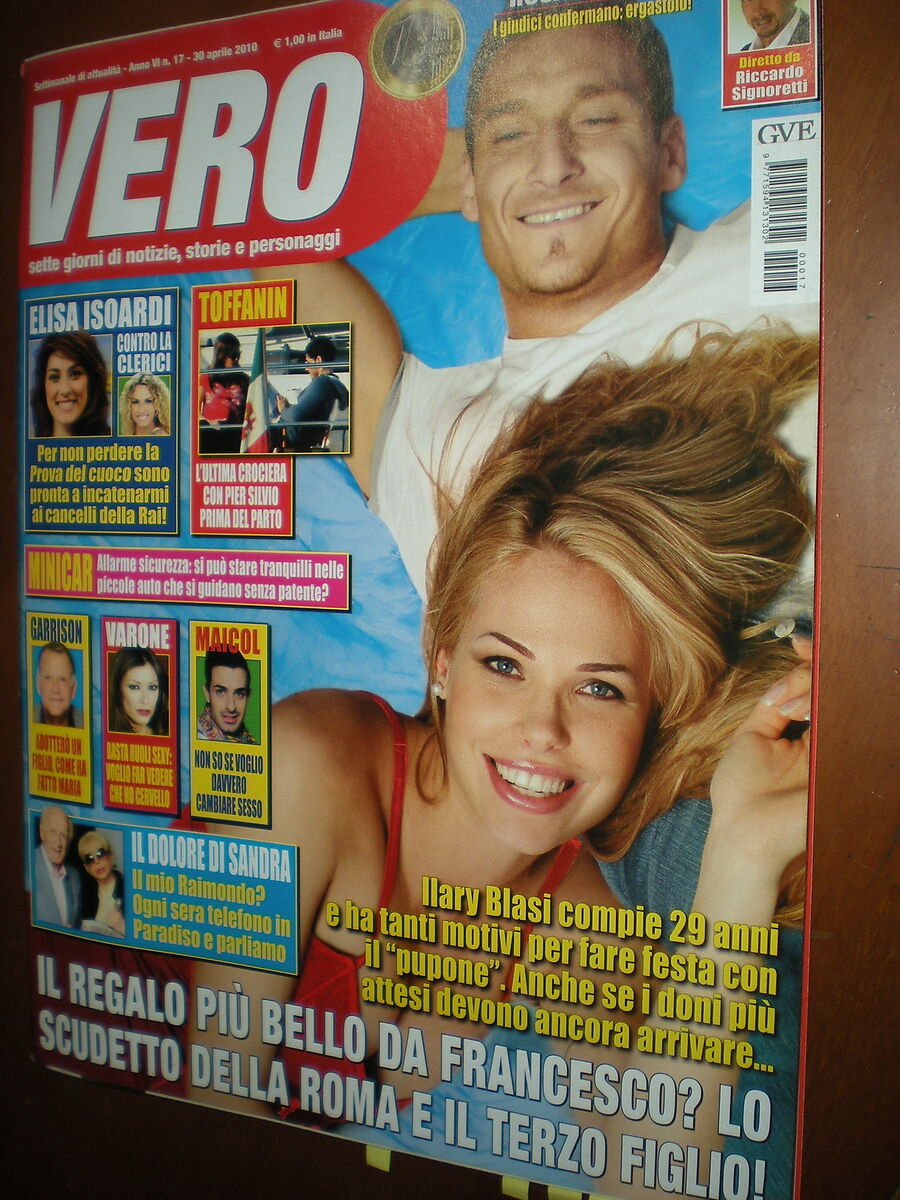 I giudici confermano: ergastolo!
Settimanale di attualità - Anno VI n. 17 - 30 aprile 2010 € 1,00 in Italia
VERO
sette giorni di notizie, storie e personaggi
Diretto da
Riccardo
Signoretti
GVE
9 771594 131302
00017
ELISA ISOARDI
CONTRO LA
CLERICI
Per non perdere la
Prova del cuoco sono
pronta a incatenarmi
ai cancelli della Rai!
TOFFANIN
L'ULTIMA CROCIERA
CON PIER SILVIO
PRIMA DEL PARTO
MINICAR
Allarme sicurezza: si può stare tranquilli nelle
piccole auto che si guidano senza patente?
GARRISON
ADOTTERÒ UN
FIGLIO, COME HA
FATTO MARIA
VARONE
BASTA RUOLI SEXY:
VOGLIO FAR VEDERE
CHE HO CERVELLO
MAICOL
NON SO SE VOGLIO
DAVVERO
CAMBIARE SESSO
IL DOLORE DI SANDRA
Il mio Raimondo?
Ogni sera telefono in
Paradiso e parliamo
Ilary Blasi compie 29 anni
e ha tanti motivi per fare festa con
il “pupone”. Anche se i doni più
attesi devono ancora arrivare...
IL REGALO PIÙ BELLO DA FRANCESCO? LO
SCUDETTO DELLA ROMA E IL TERZO FIGLIO!